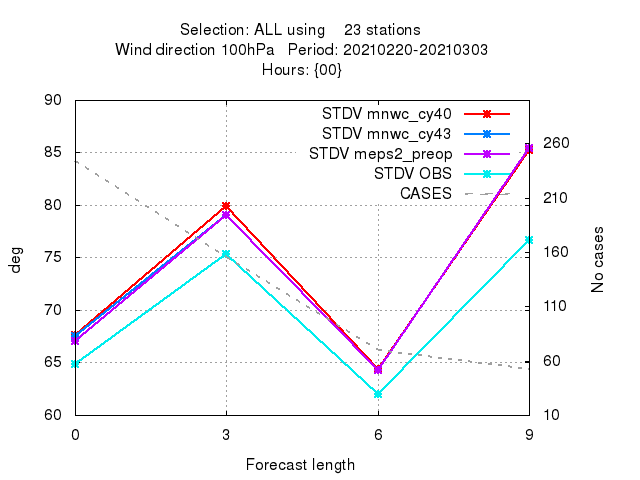 Selection: ALL using 23 stations
Wind direction 100hPa Period: 20210220-20210303
Hours: {00}
STDV mnwc_cy40
STDV mnwc_cy43
STDV meps2_preop
STDV OBS
CASES
90
85
80
75
70
65
60
deg
260
210
160
110
60
10
No cases
0 3 6 9
Forecast length